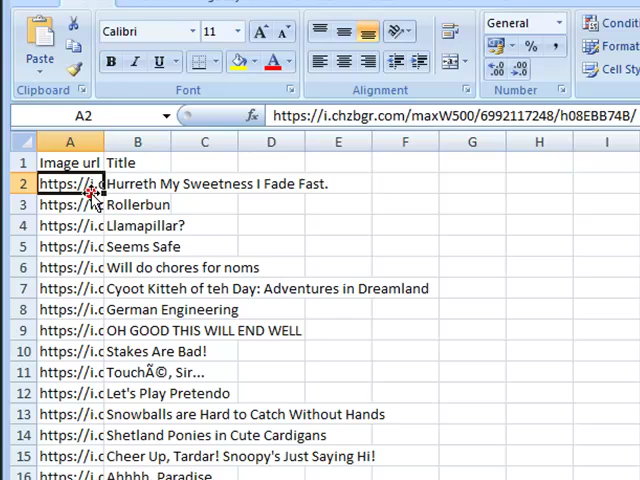 Calibri 11 A A General Conditi
Paste B I U A % , Format
.0 .00 .00 .0 Cell Sty
Clipboard Font Alignment Number
A2 fx https://i.chzbgr.com/maxW500/6992117248/h08EBB74B/
A B C D E F G H I
1 Image url Title
2 https://i.c Hurreth My Sweetness I Fade Fast.
3 https://i.c Rollerbun
4 https://i.c Llamapillar?
5 https://i.c Seems Safe
6 https://i.c Will do chores for noms
7 https://i.c Cyoot Kitteh of teh Day: Adventures in Dreamland
8 https://i.c German Engineering
9 https://i.c OH GOOD THIS WILL END WELL
10 https://i.c Stakes Are Bad!
11 https://i.c TouchÃ©, Sir...
12 https://i.c Let's Play Pretendo
13 https://i.c Snowballs are Hard to Catch Without Hands
14 https://i.c Shetland Ponies in Cute Cardigans
15 https://i.c Cheer Up, Tardar! Snoopy's Just Saying Hi!
16 https://i.c Ahhhh, Paradise